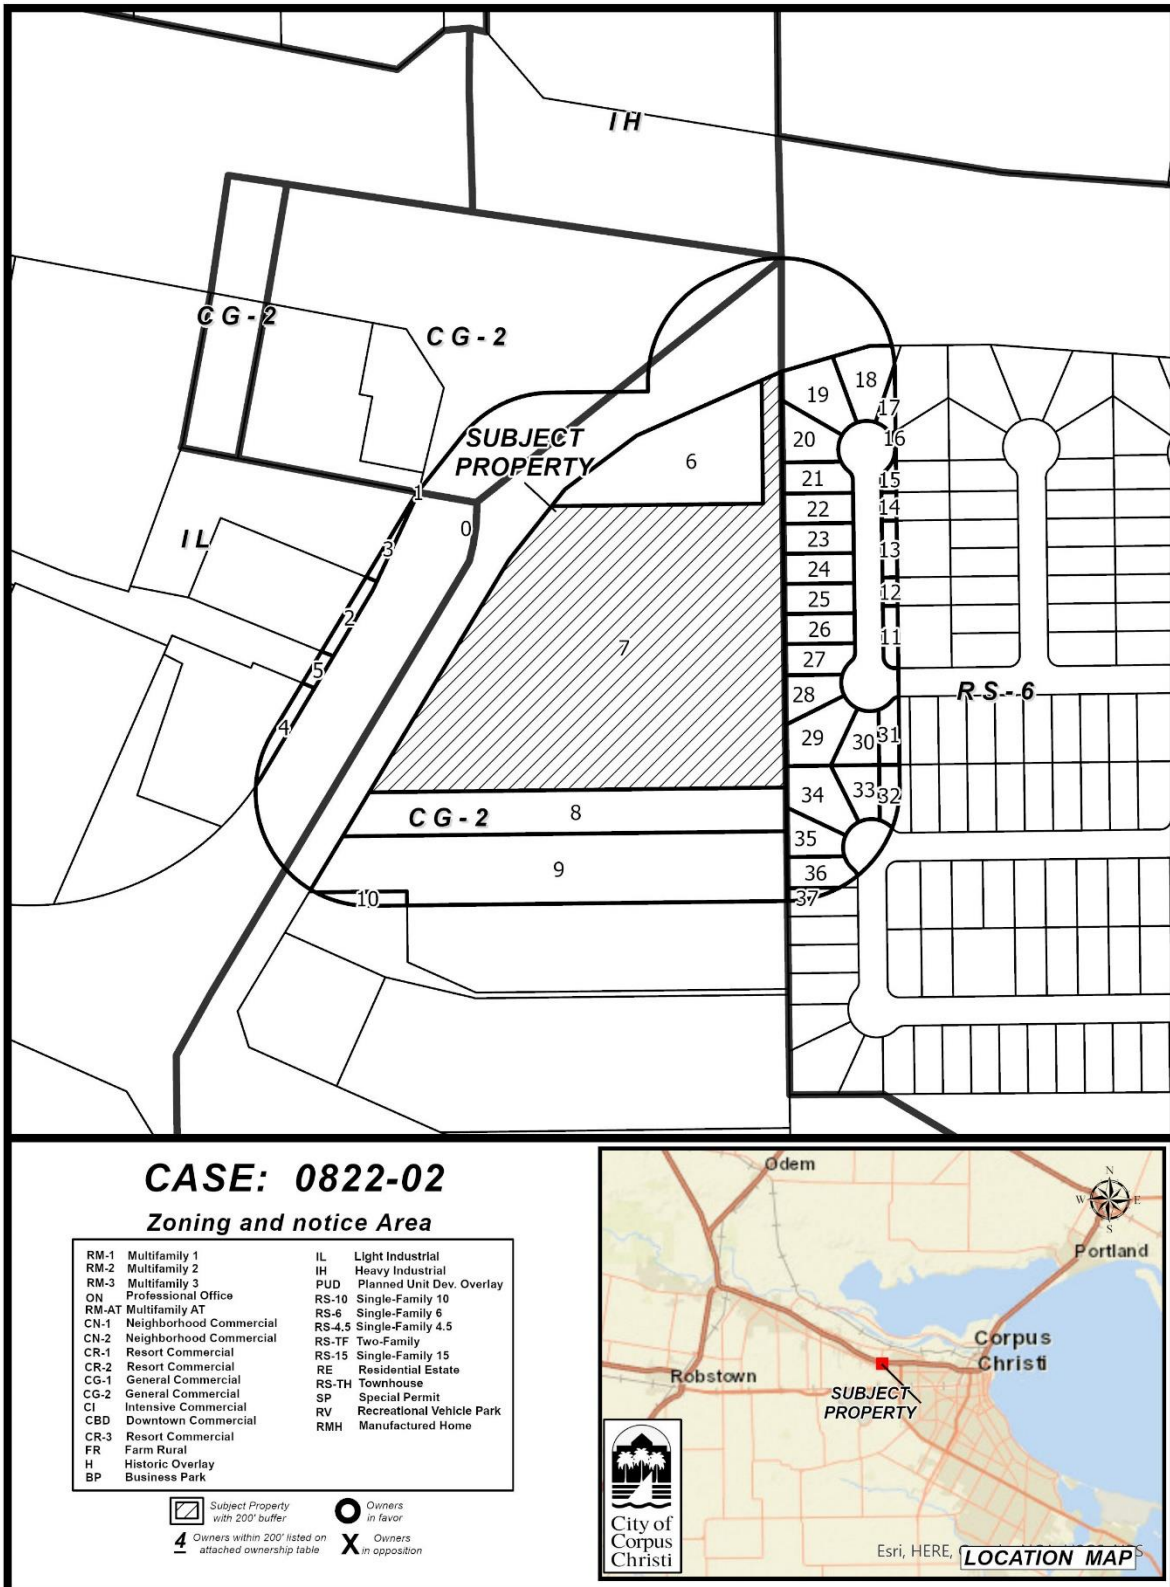 IH
CG-2
CG-2
SUBJECT
PROPERTY
1
0
3
IL
2
5
4
6
7
CG-2
8
9
10
18
19
17
20
16
21
15
22
14
23
13
24
25
12
26
11
27
28
RS-6
29
30
31
34
33
32
35
36
37
CASE: 0822-02
Zoning and notice Area
RM-1 Multifamily 1
RM-2 Multifamily 2
RM-3 Multifamily 3
ON Professional Office
RM-AT Multifamily AT
CN-1 Neighborhood Commercial
CN-2 Neighborhood Commercial
CR-1 Resort Commercial
CR-2 Resort Commercial
CG-1 General Commercial
CG-2 General Commercial
CI Intensive Commercial
CBD Downtown Commercial
CR-3 Resort Commercial
FR Farm Rural
H Historic Overlay
BP Business Park
IL Light Industrial
IH Heavy Industrial
PUD Planned Unit Dev. Overlay
RS-10 Single-Family 10
RS-6 Single-Family 6
RS-4.5 Single-Family 4.5
RS-TF Two-Family
RS-15 Single-Family 15
RE Residential Estate
RS-TH Townhouse
SP Special Permit
RV Recreational Vehicle Park
RMH Manufactured Home
Subject Property
with 200' buffer
Owners
in favor
4 Owners within 200' listed on
attached ownership table
X Owners
in opposition
Odem
N
W E
S
Portland
Corpus
Christi
Robstown
SUBJECT
PROPERTY
City of
Corpus
Christi
Esri, HERE,
LOCATION MAP